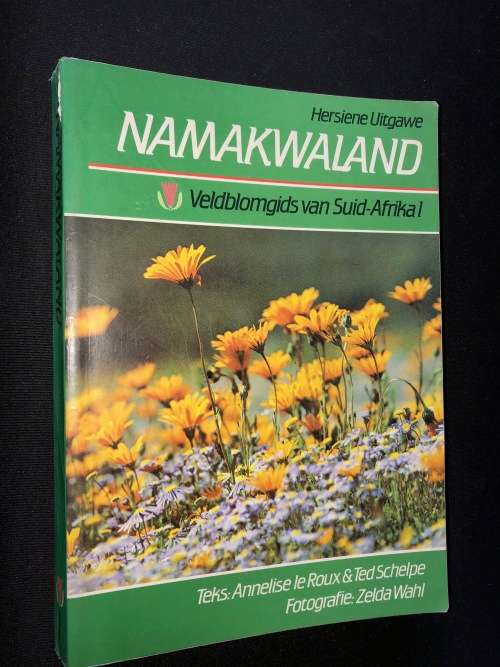 Hersiene Uitgawe
NAMAKWALAND
Veldblomgids van Suid-Afrika 1
Teks: Annelise le Roux & Ted Schelpe
Fotografie: Zelda Wahl
NAMAKWALAND